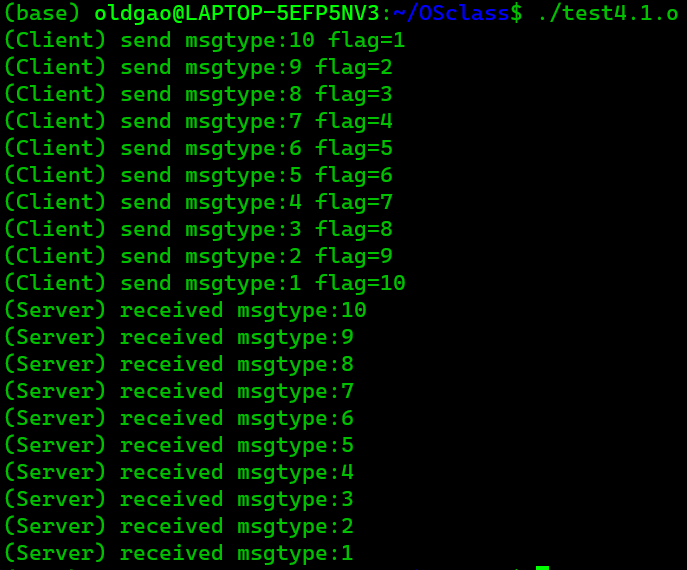 (base) oldgao@LAPTOP-5EFP5NV3:~/OSclass$ ./test4.1.o
(Client) send msgtype:10 flag=1
(Client) send msgtype:9 flag=2
(Client) send msgtype:8 flag=3
(Client) send msgtype:7 flag=4
(Client) send msgtype:6 flag=5
(Client) send msgtype:5 flag=6
(Client) send msgtype:4 flag=7
(Client) send msgtype:3 flag=8
(Client) send msgtype:2 flag=9
(Client) send msgtype:1 flag=10
(Server) received msgtype:10
(Server) received msgtype:9
(Server) received msgtype:8
(Server) received msgtype:7
(Server) received msgtype:6
(Server) received msgtype:5
(Server) received msgtype:4
(Server) received msgtype:3
(Server) received msgtype:2
(Server) received msgtype:1